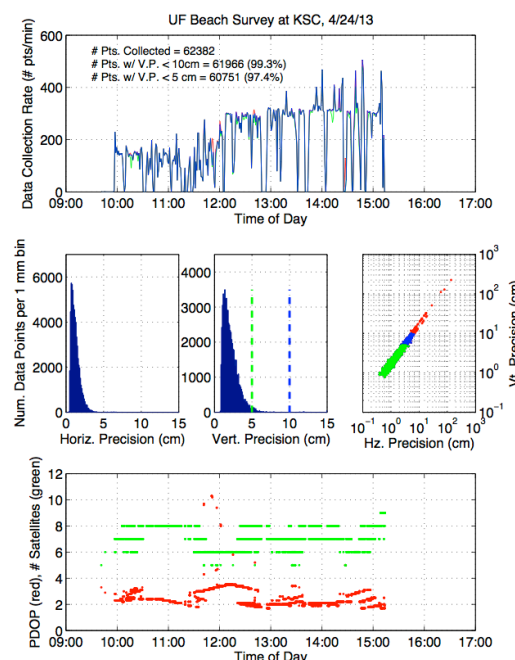 UF Beach Survey at KSC, 4/24/13
# Pts. Collected = 62382
# Pts. w/ V.P. < 10cm = 61966 (99.3%)
# Pts. w/ V.P. < 5 cm = 60751 (97.4%)
Data Collection Rate (# pts/min)
600
400
200
0
09:00 10:00 11:00 12:00 13:00 14:00 15:00 16:00 17:00
Time of Day
Num. Data Points per 1 mm bin
6000
4000
2000
0
0 5 10 15
Horiz. Precision (cm)
4000
3000
2000
1000
0
0 5 10 15
Vert. Precision (cm)
10^3
10^2
10^1
10^0
10^-1
Vt. Precision (cm)
10^-1 10^0 10^1 10^2 10^3
Hz. Precision (cm)
PDOP (red), # Satellites (green)
12
10
8
6
4
2
0
09:00 10:00 11:00 12:00 13:00 14:00 15:00 16:00 17:00
Time of Day